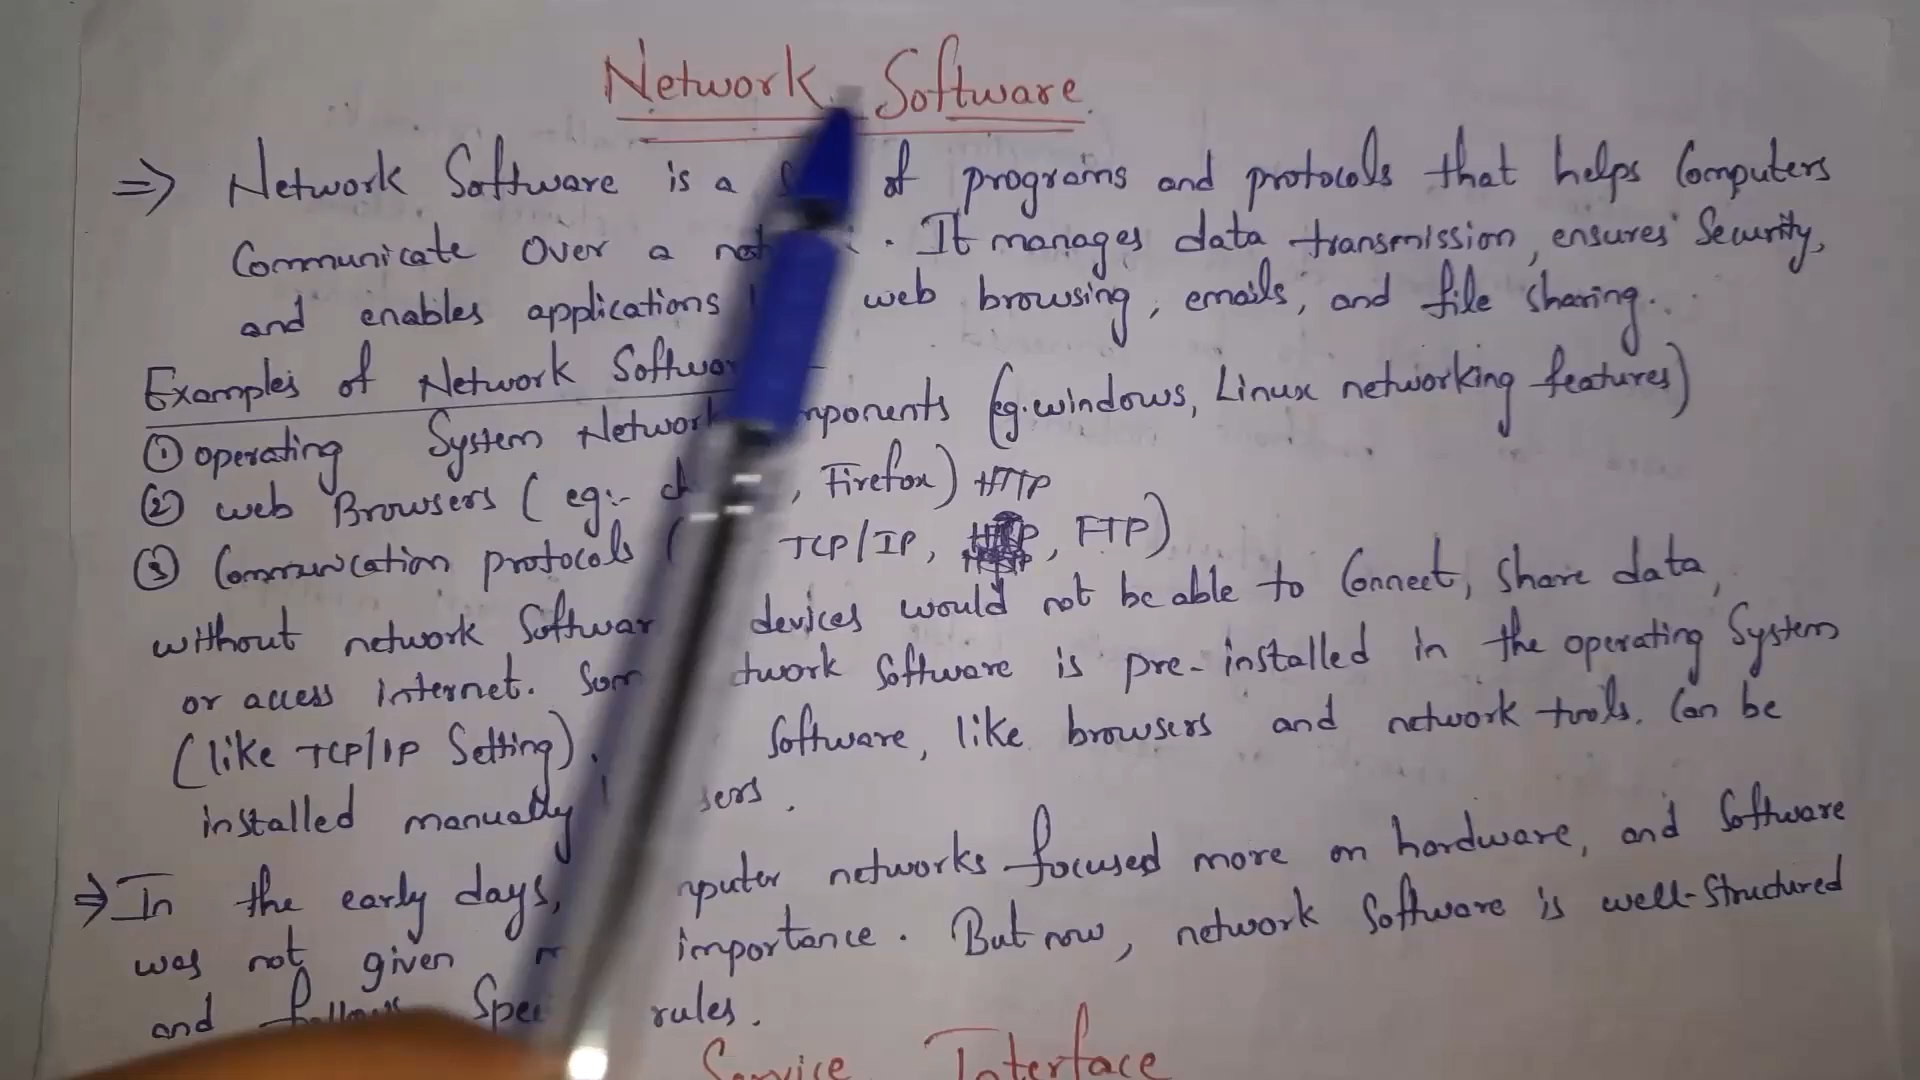 Network Software
⇒ Network Software is a of programs and protocols that helps Computers
Communicate Over a . It manages data transmission, ensures Security,
and enables applications web browsing, emails, and file sharing.
Examples of Network
① operating System Network (eg. windows, Linux networking features)
② web Browsers ( eg:- , Firefox) HTTP
③ Communication protocols ( TCP/IP, , FTP)
without network devices would not be able to Connect, Share data,
or access internet. Software is pre-installed in the operating System
(like TCP/IP Setting). Software, like browsers and network tools. Can be
installed manually .
⇒ In the early days, networks focused more on hardware, and Software
was not given importance. But now, network Software is well-Structured
and rules.
Service Interface